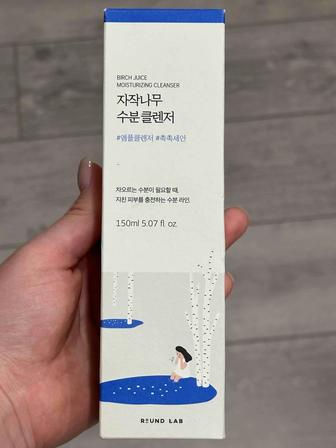 BIRCH JUICE
MOISTURIZING CLEANSER
자작나무
수분 클렌저
#앰플클렌저 #촉촉세안
차오르는 수분이 필요할 때,
지친 피부를 충전하는 수분 라인.
150ml 5.07 fl. oz.
ROUND LAB